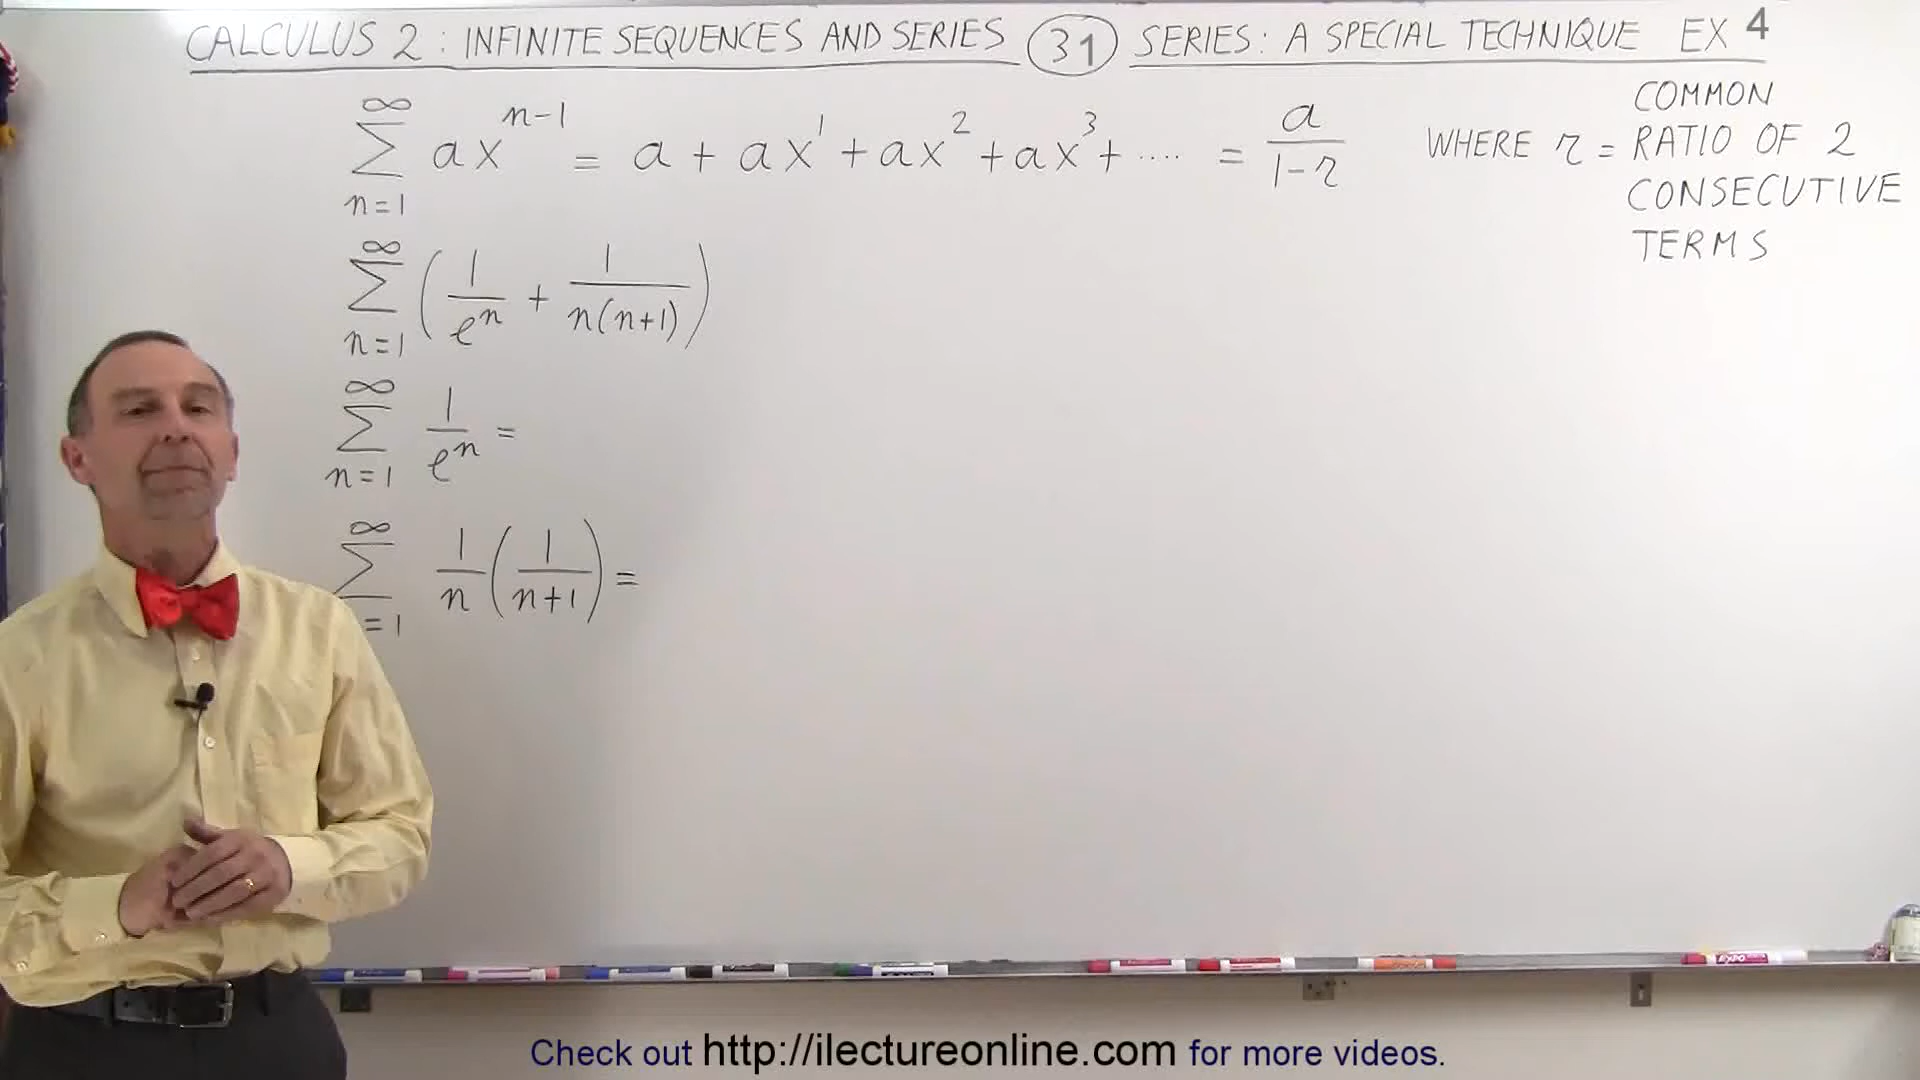 CALCULUS 2 : INFINITE SEQUENCES AND SERIES 31 SERIES: A SPECIAL TECHNIQUE EX 4
∞ Σ n=1 ax^(n-1) = a + ax^1 + ax^2 + ax^3 + .... = a/(1-r) WHERE r = COMMON
RATIO OF 2
CONSECUTIVE
TERMS
∞ Σ n=1 (1/e^n + 1/(n(n+1)))
∞ Σ n=1 1/e^n =
∞ Σ =1 1/n (1/(n+1)) =
EXPO
Check out http://ilectureonline.com for more videos.